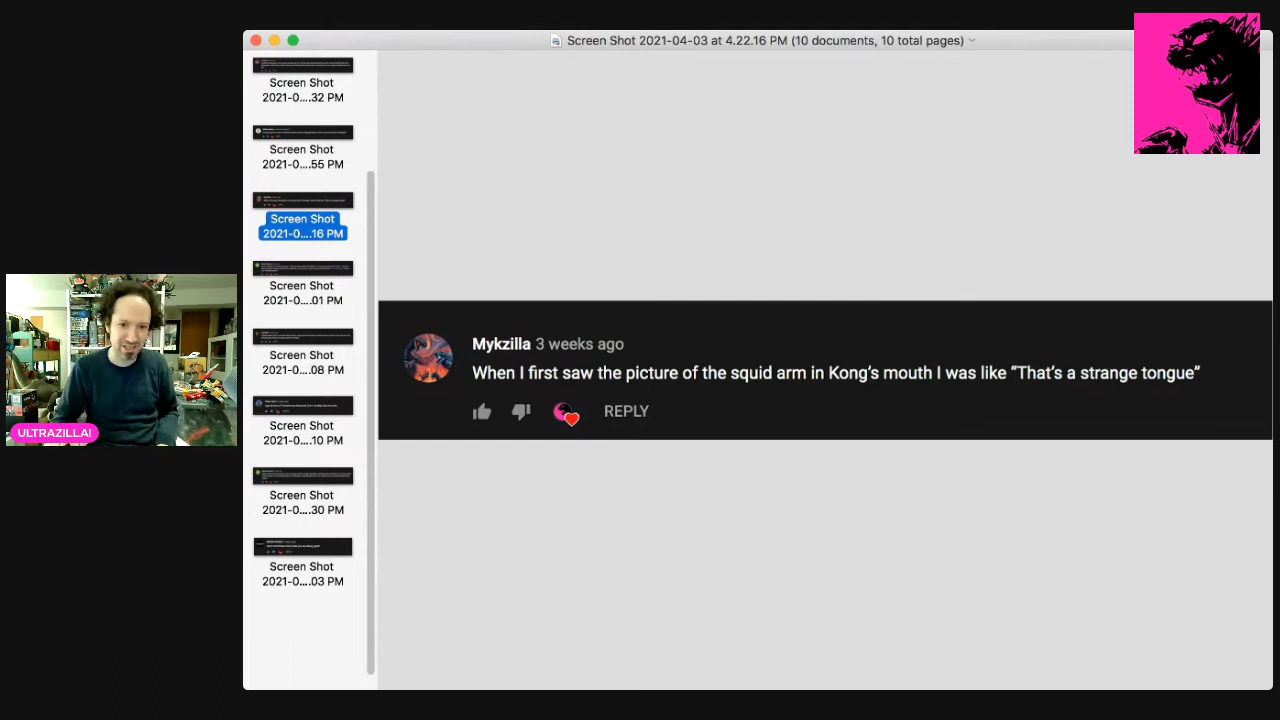 Screen Shot 2021-04-03 at 4.22.16 PM (10 documents, 10 total pages)
Screen Shot
2021-0....32 PM
Screen Shot
2021-0....55 PM
Screen Shot
2021-0....16 PM
Screen Shot
2021-0....01 PM
Screen Shot
2021-0....08 PM
Screen Shot
2021-0....10 PM
Screen Shot
2021-0....30 PM
Screen Shot
2021-0....03 PM
Mykzilla 3 weeks ago
When I first saw the picture of the squid arm in Kong’s mouth I was like “That’s a strange tongue”
REPLY
ULTRAZILLA!